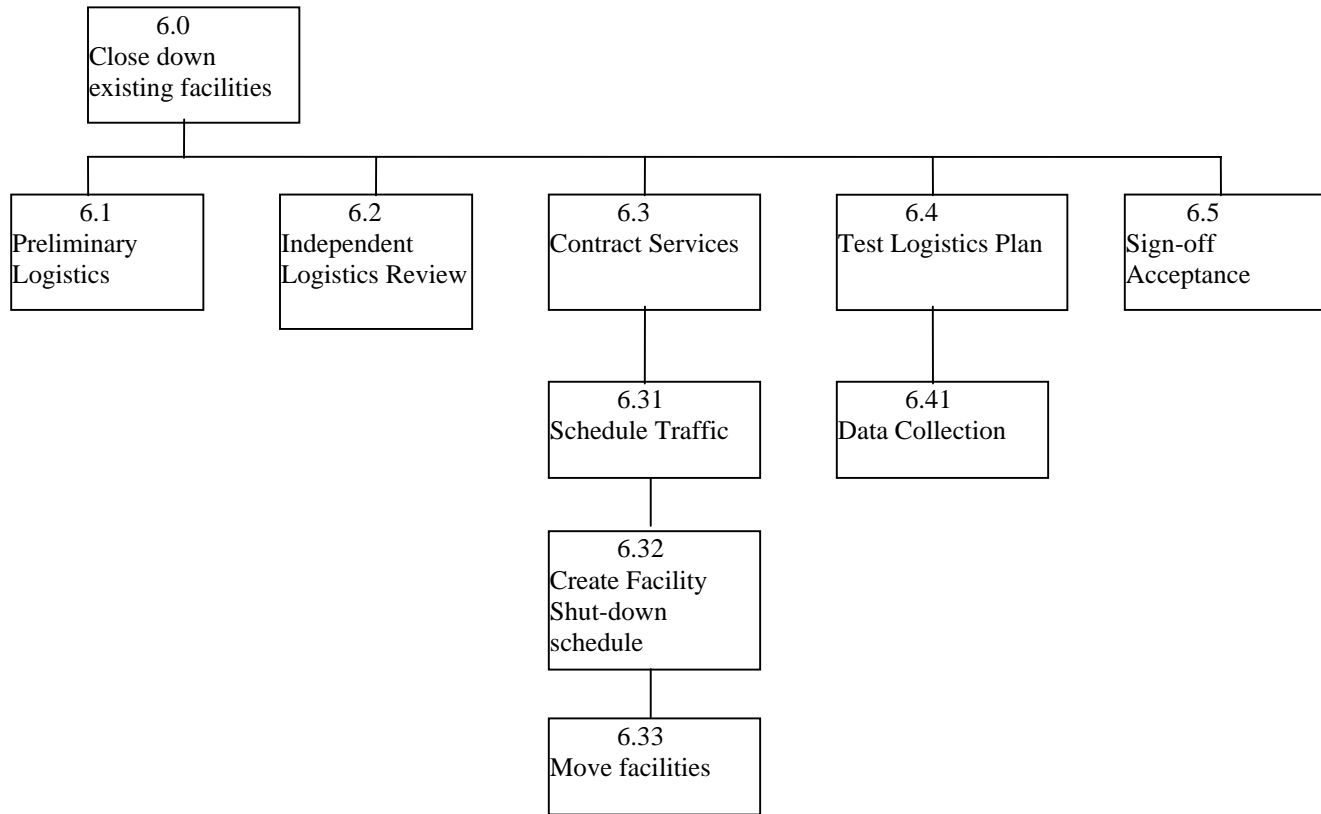 6.0
Close down
existing facilities
6.1
Preliminary
Logistics
6.2
Independent
Logistics Review
6.3
Contract Services
6.4
Test Logistics Plan
6.5
Sign-off
Acceptance
6.31
Schedule Traffic
6.41
Data Collection
6.32
Create Facility
Shut-down
schedule
6.33
Move facilities